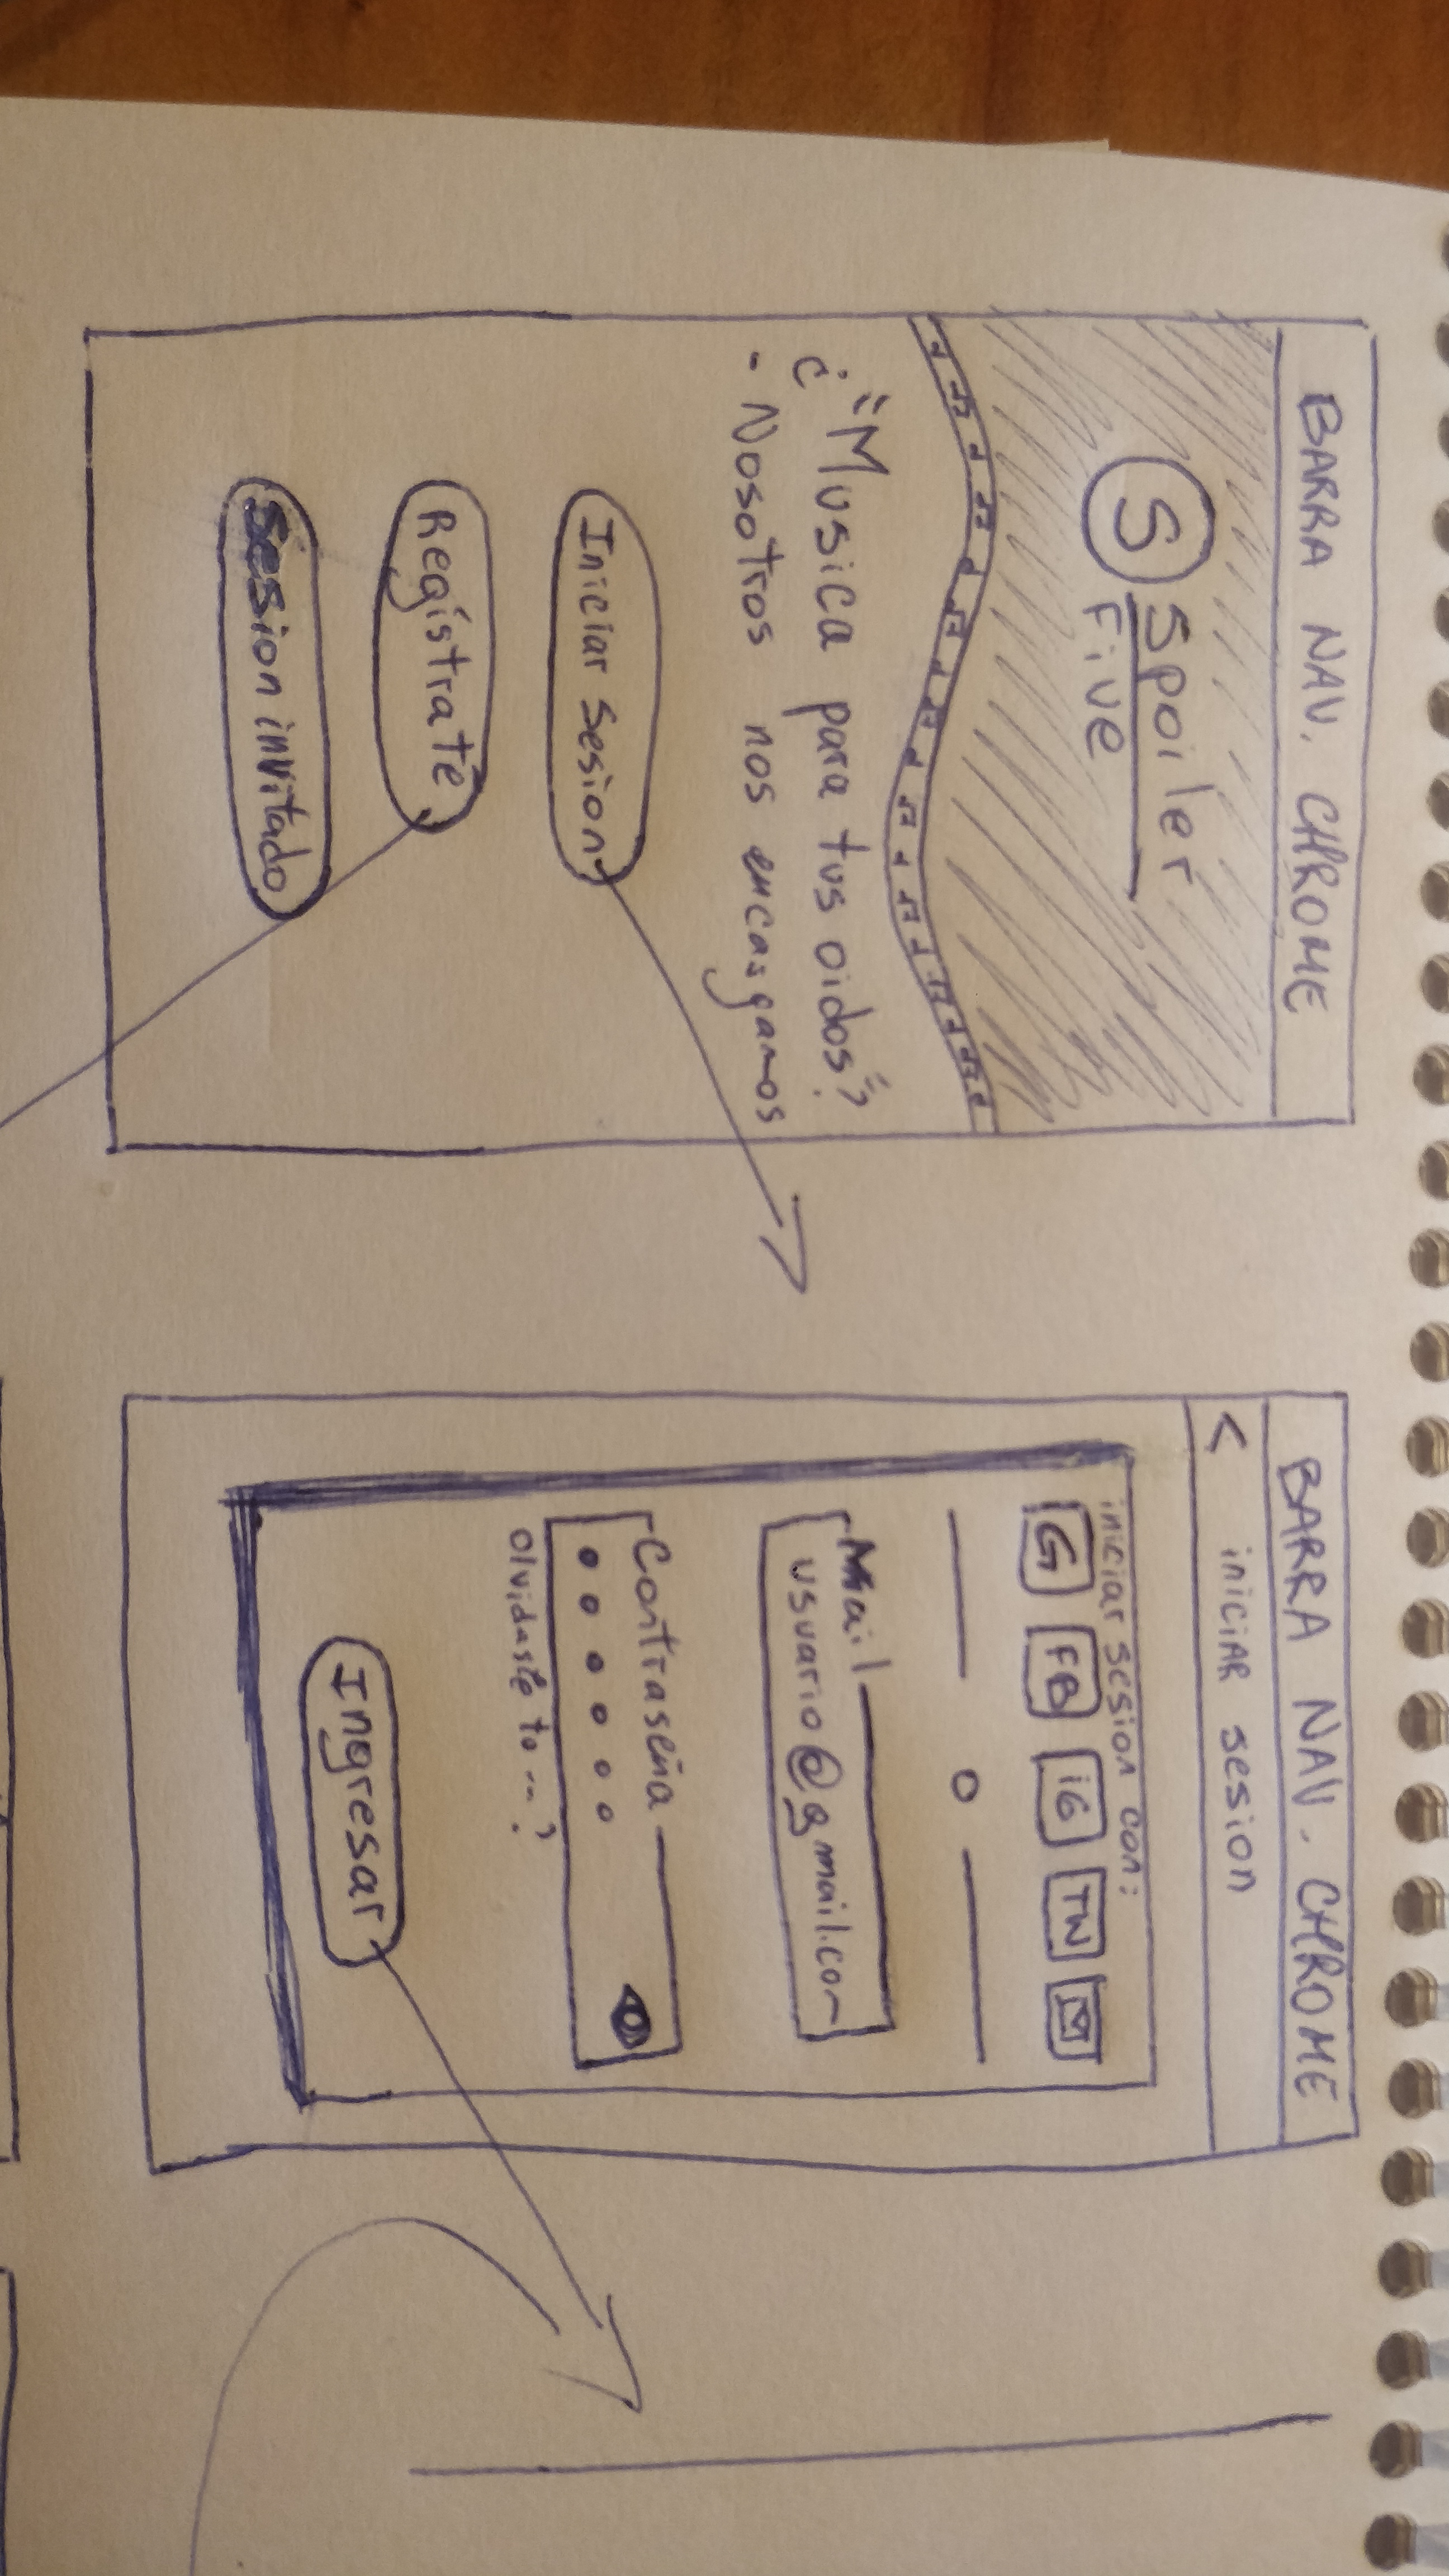 BARRA NAV. CHROME
S
Spoiler
Five
¿"Musica para tus oidos"?
- Nosotros nos encargamos
Iniciar Sesion
Regístrate
Sesion invitado
BARRA NAV. CHROME
< iniciAR sesion
iniciar sesion con:
G FB iG TW
O
Mail
usuario@gmail.com
Contraseña
Olvidaste tu --?
Ingresar